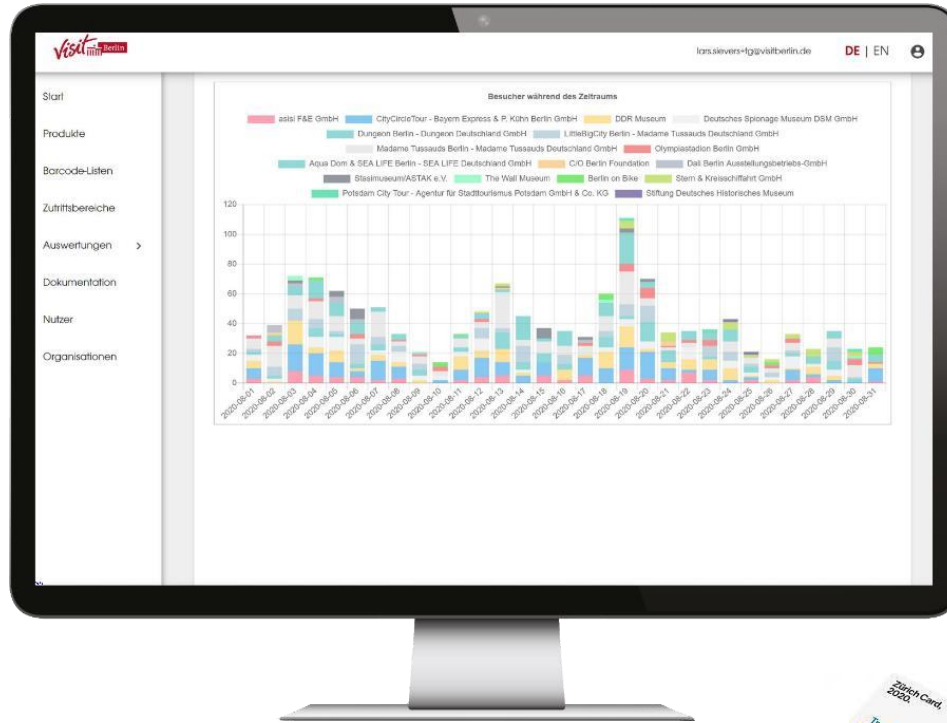 Visit Berlin
lars.sievers+tg@visitberlin.de
DE | EN
Start
Produkte
Barcode-Listen
Zutrittsbereiche
Auswertungen >
Dokumentation
Nutzer
Organisationen
Besucher während des Zeitraums
asisi F&E GmbH CityCircleTour - Bayern Express & P. Kühn Berlin GmbH DDR Museum Deutsches Spionage Museum DSM GmbH
Dungeon Berlin - Dungeon Deutschland GmbH LittleBigCity Berlin - Madame Tussauds Deutschland GmbH
Madame Tussauds Berlin - Madame Tussauds Deutschland GmbH Olympiastadion Berlin GmbH
Aqua Dom & SEA LIFE Berlin - SEA LIFE Deutschland GmbH C/O Berlin Foundation Dali Berlin Ausstellungsbetriebs-GmbH
Stasimuseum/ASTAK e.V. The Wall Museum Berlin on Bike Stern & Kreisschiffahrt GmbH
Potsdam City Tour - Agentur für Stadttourismus Potsdam GmbH & Co. KG Stiftung Deutsches Historisches Museum
120
100
80
60
40
20
0
2020-08-01 2020-08-02 2020-08-03 2020-08-04 2020-08-05 2020-08-06 2020-08-07 2020-08-08 2020-08-09 2020-08-10 2020-08-11 2020-08-12 2020-08-13 2020-08-14 2020-08-15 2020-08-16 2020-08-17 2020-08-18 2020-08-19 2020-08-20 2020-08-21 2020-08-22 2020-08-23 2020-08-24 2020-08-25 2020-08-26 2020-08-27 2020-08-28 2020-08-29 2020-08-30 2020-08-31
Zürich Card,
2020.